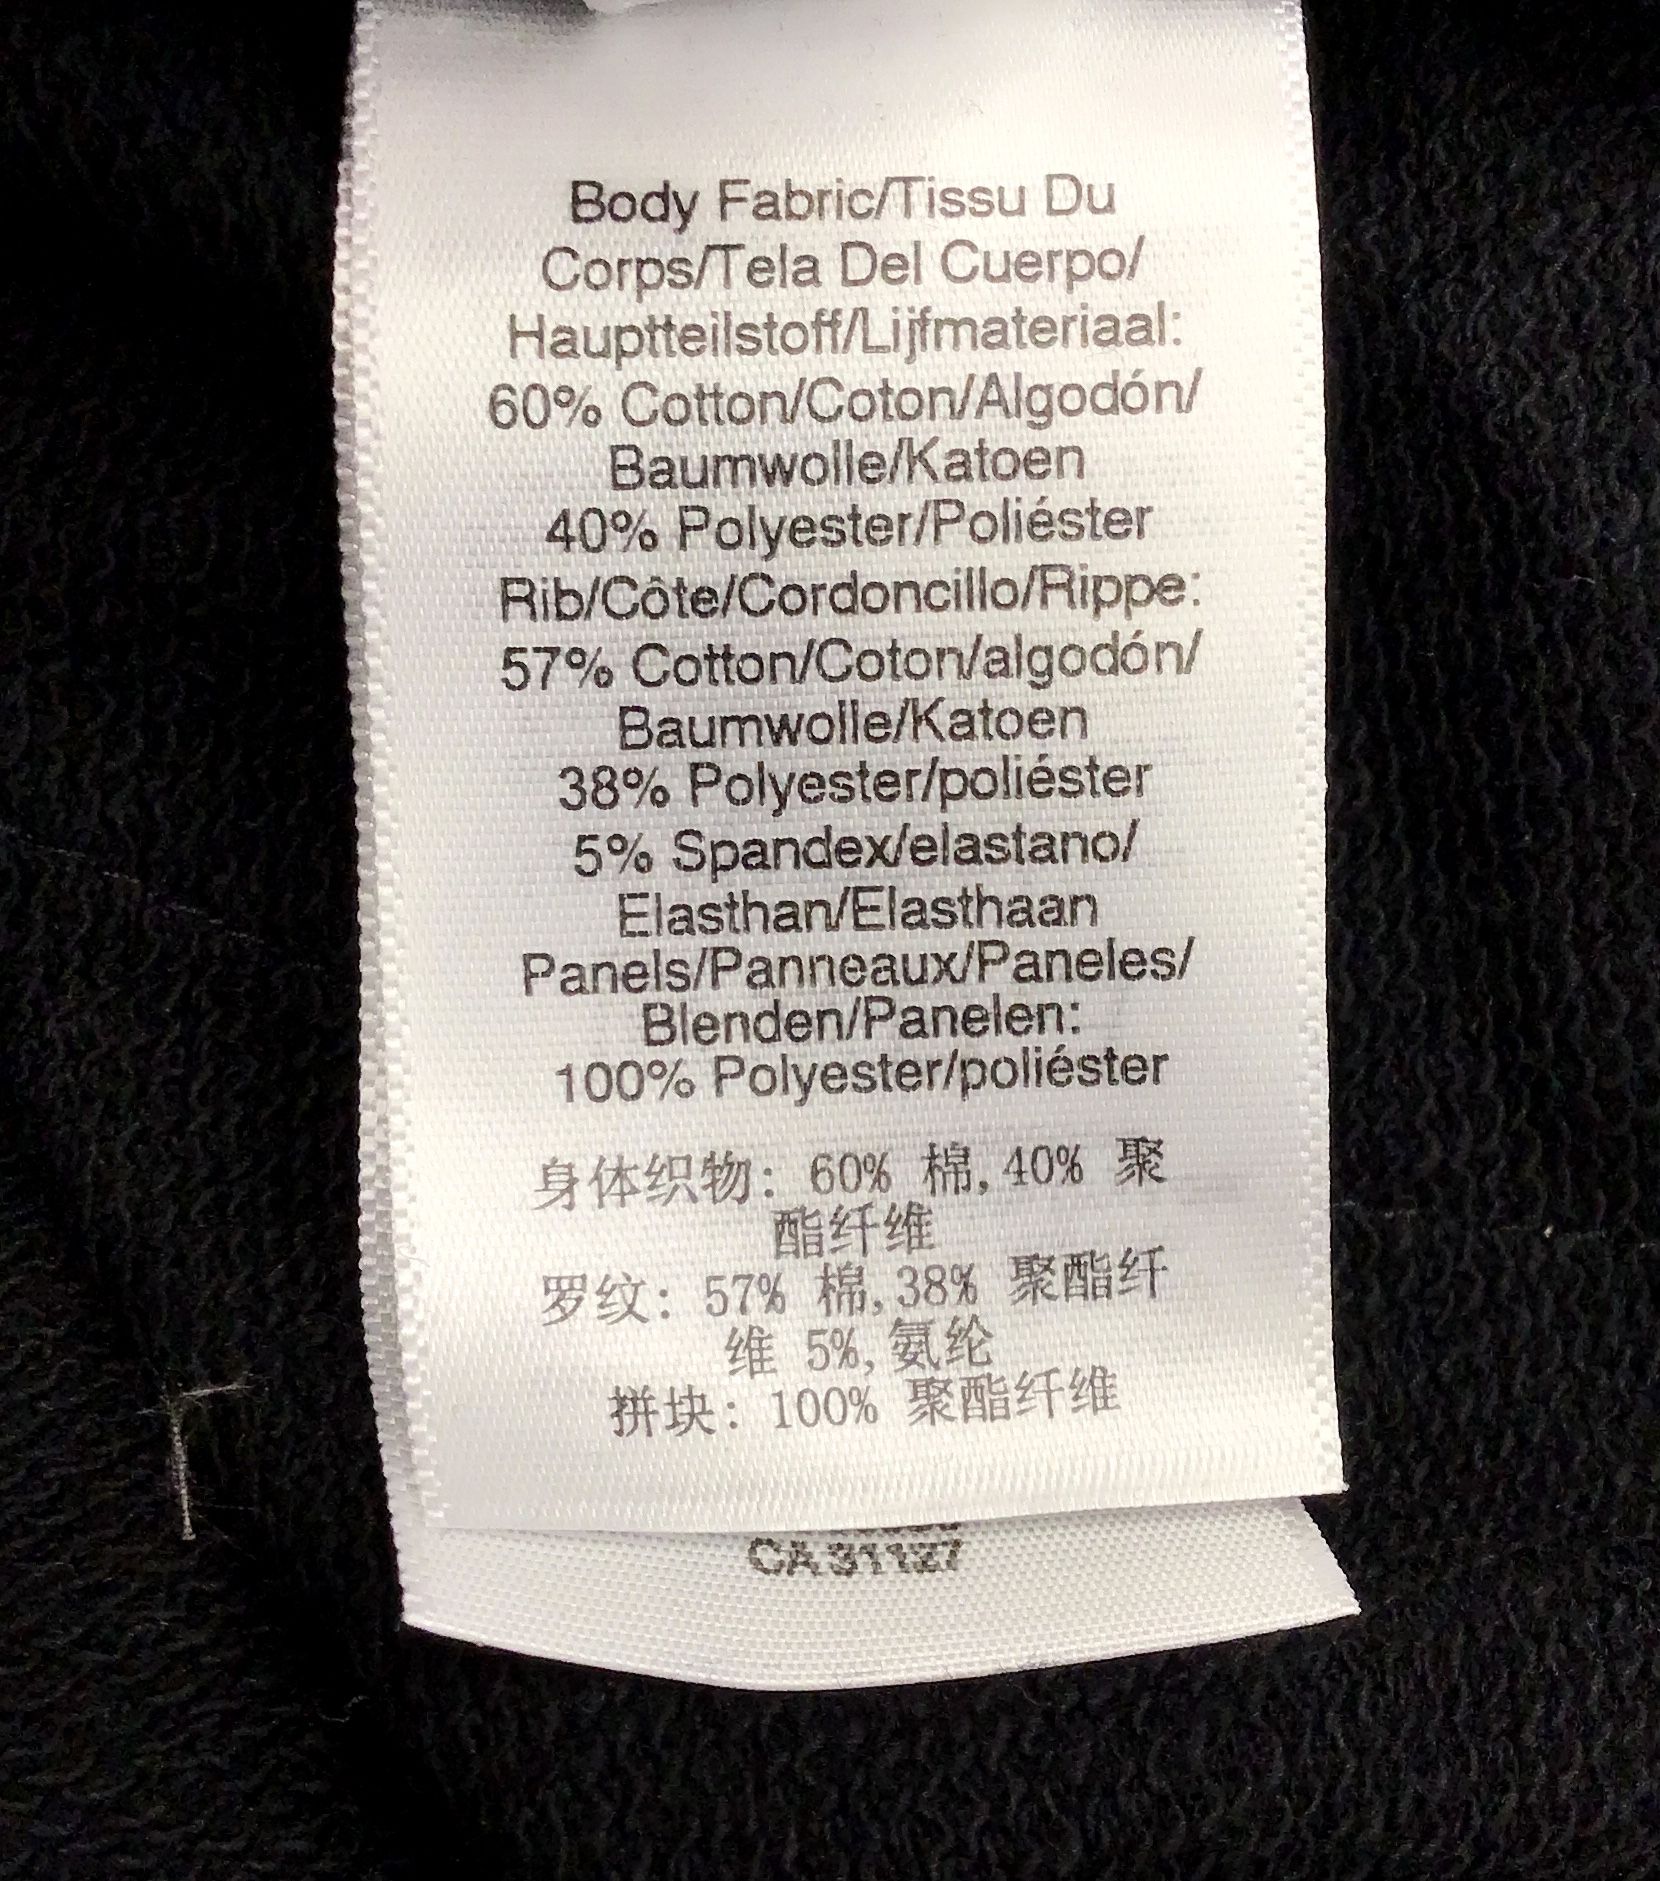 Body Fabric/Tissu Du
Corps/Tela Del Cuerpo/
Hauptteilstoff/Lijfmateriaal:
60% Cotton/Coton/Algodón/
Baumwolle/Katoen
40% Polyester/Poliéster
Rib/Côte/Cordoncillo/Rippe:
57% Cotton/Coton/algodón/
Baumwolle/Katoen
38% Polyester/poliéster
5% Spandex/elastano/
Elasthan/Elasthaan
Panels/Panneaux/Paneles/
Blenden/Panelen:
100% Polyester/poliéster
身体织物: 60% 棉,40% 聚
酯纤维
罗纹: 57% 棉,38% 聚酯纤
维 5%,氨纶
拼块: 100% 聚酯纤维
CA 31127